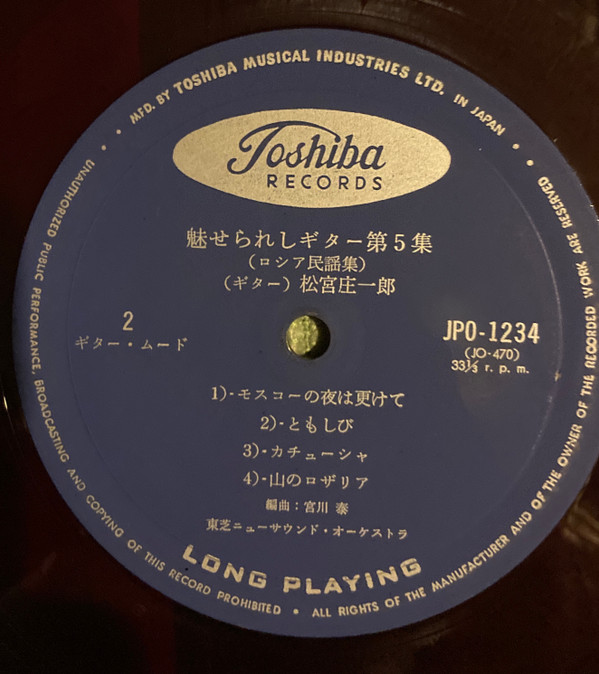 MFD. BY TOSHIBA MUSICAL INDUSTRIES LTD. IN JAPAN
Toshiba
RECORDS
魅せられしギター第5集
(ロシア民謡集)
(ギター) 松宮庄一郎
2
ギター・ムード
JPO-1234
(JO-470)
33⅓ r. p. m.
1)-モスコーの夜は更けて
2)-ともしび
3)-カチューシャ
4)-山のロザリア
編曲:宮川 泰
東芝ニューサウンド・オーケストラ
LONG PLAYING
UNAUTHORIZED PUBLIC PERFORMANCE, BROADCASTING AND COPYING OF THIS RECORD PROHIBITED • ALL RIGHTS OF THE MANUFACTURER AND OF THE OWNER OF THE RECORDED WORK ARE RESERVED